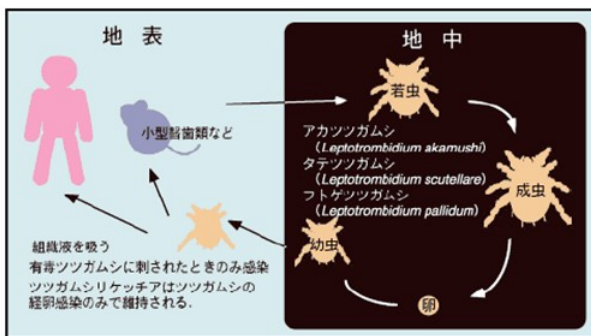 地 表
地 中
若虫
小型齧歯類など
アカツツガムシ
(Leptotrombidium akamushi)
タテツツガムシ
(Leptotrombidium scutellare)
フトゲツツガムシ
(Leptotrombidium pallidum)
成虫
幼虫
卵
組織液を吸う
有毒ツツガムシに刺されたときのみ感染
ツツガムシリケッチアはツツガムシの
経卵感染のみで維持される.